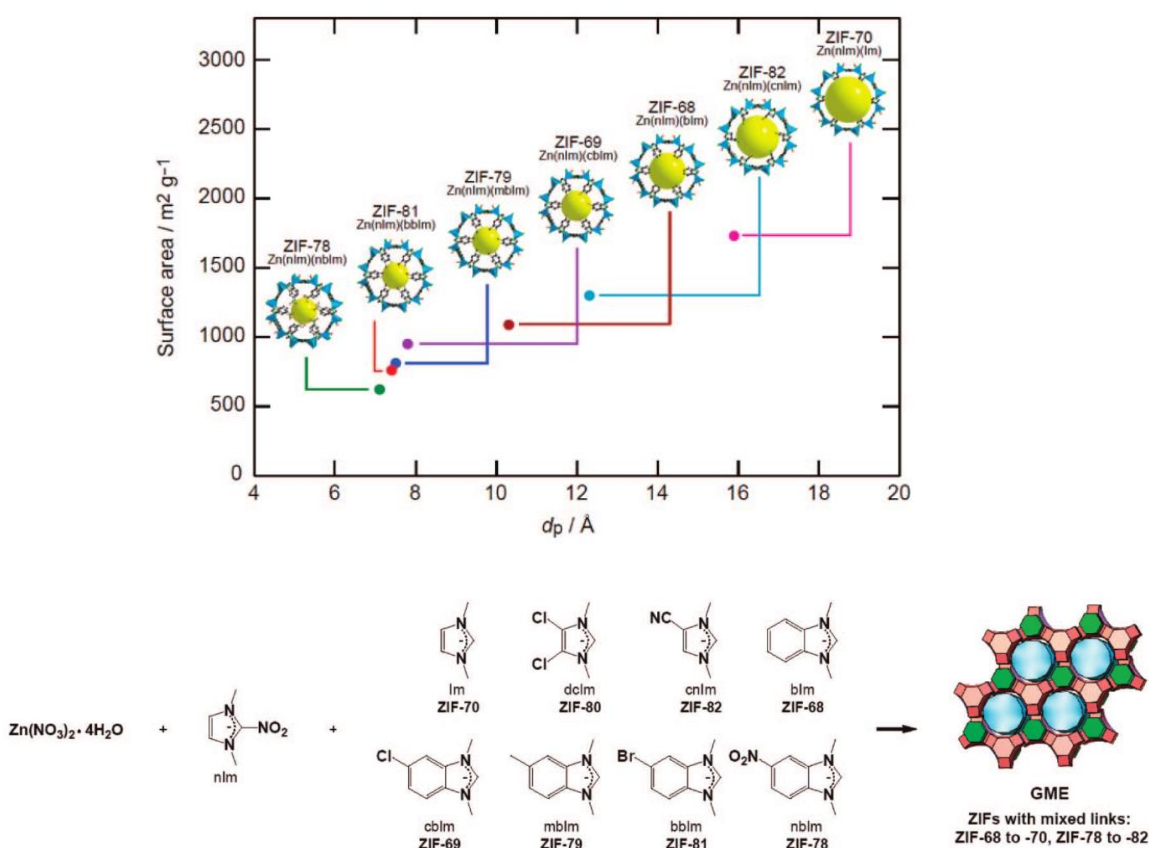 ZIF-70
Zn(nIm)(Im)
ZIF-82
Zn(nIm)(cnIm)
ZIF-68
Zn(nIm)(bIm)
ZIF-69
Zn(nIm)(cbIm)
ZIF-79
Zn(nIm)(mbIm)
ZIF-81
Zn(nIm)(bbIm)
ZIF-78
Zn(nIm)(nbIm)
Surface area / m² g⁻¹
3000
2500
2000
1500
1000
500
0
4 6 8 10 12 14 16 18 20
dp / Å
Zn(NO₃)₂ • 4H₂O + N N NO₂ +
nIm
N N
Im
ZIF-70
Cl Cl N N
dcIm
ZIF-80
NC N N
cnIm
ZIF-82
N N
bIm
ZIF-68
Cl N N
cbIm
ZIF-69
N N
mbIm
ZIF-79
Br N N
bbIm
ZIF-81
O₂N N N
nbIm
ZIF-78
GME
ZIFs with mixed links:
ZIF-68 to -70, ZIF-78 to -82